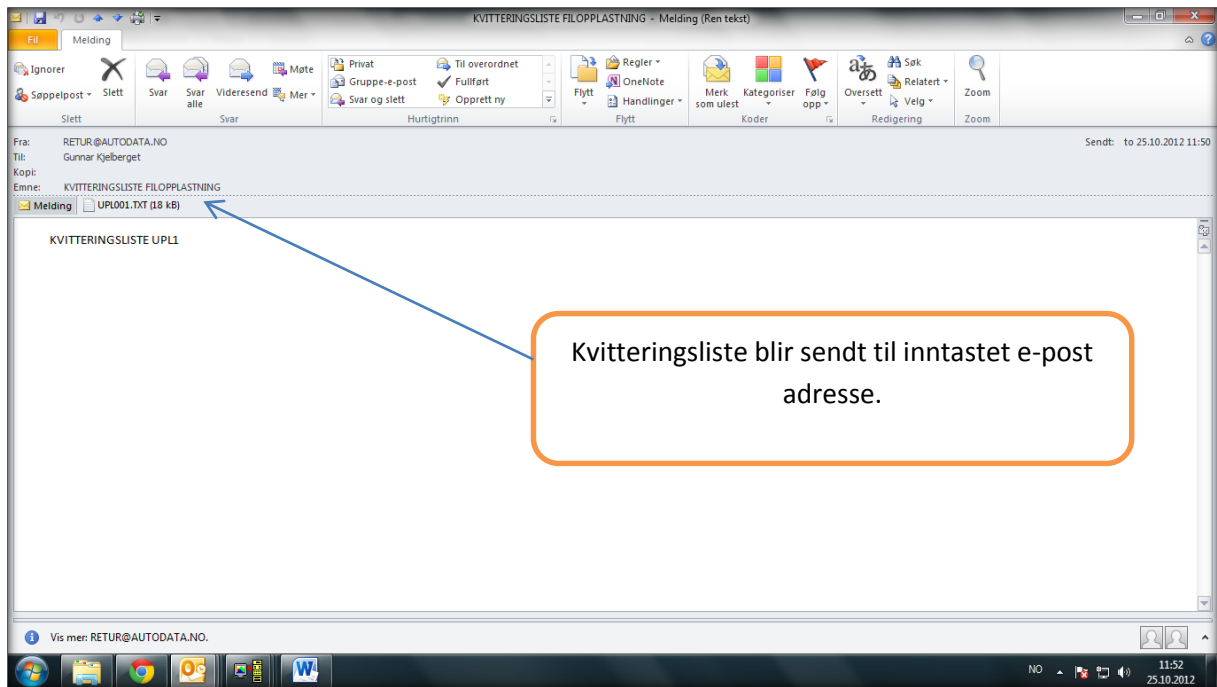 KVITTERINGSLISTE FILOPPLASTNING - Melding (Ren tekst)
Fil Melding
Ignorer
Søppelpost
Slett
Svar
Svar alle
Videresend
Møte
Mer
Privat
Gruppe-e-post
Svar og slett
Til overordnet
Fullført
Opprett ny
Flytt
Regler
OneNote
Handlinger
Merk som ulest
Kategoriser
Følg opp
Oversett
Søk
Relatert
Velg
Zoom
Slett Svar Hurtigtrinn Flytt Koder Redigering Zoom
Fra: RETUR@AUTODATA.NO Sendt: to 25.10.2012 11:50
Til: Gunnar Kjelberget
Kopi:
Emne: KVITTERINGSLISTE FILOPPLASTNING
Melding UPL001.TXT (18 kB)
KVITTERINGSLISTE UPL1
Kvitteringsliste blir sendt til inntastet e-post
adresse.
Vis mer: RETUR@AUTODATA.NO.
NO 11:52
25.10.2012